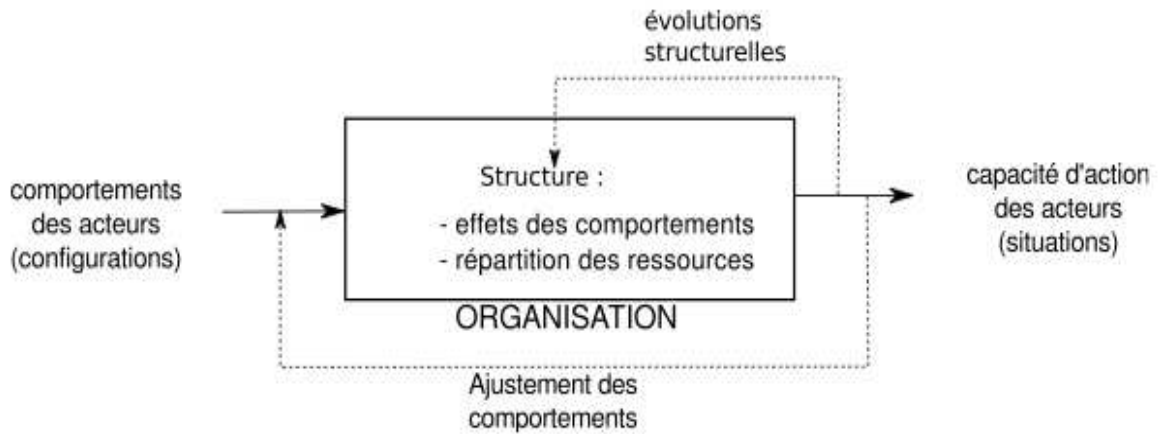 évolutions
structurelles
Structure :
comportements
des acteurs
(configurations)
- effets des comportements
- répartition des ressources
capacité d'action
des acteurs
(situations)
ORGANISATION
Ajustement des
comportements